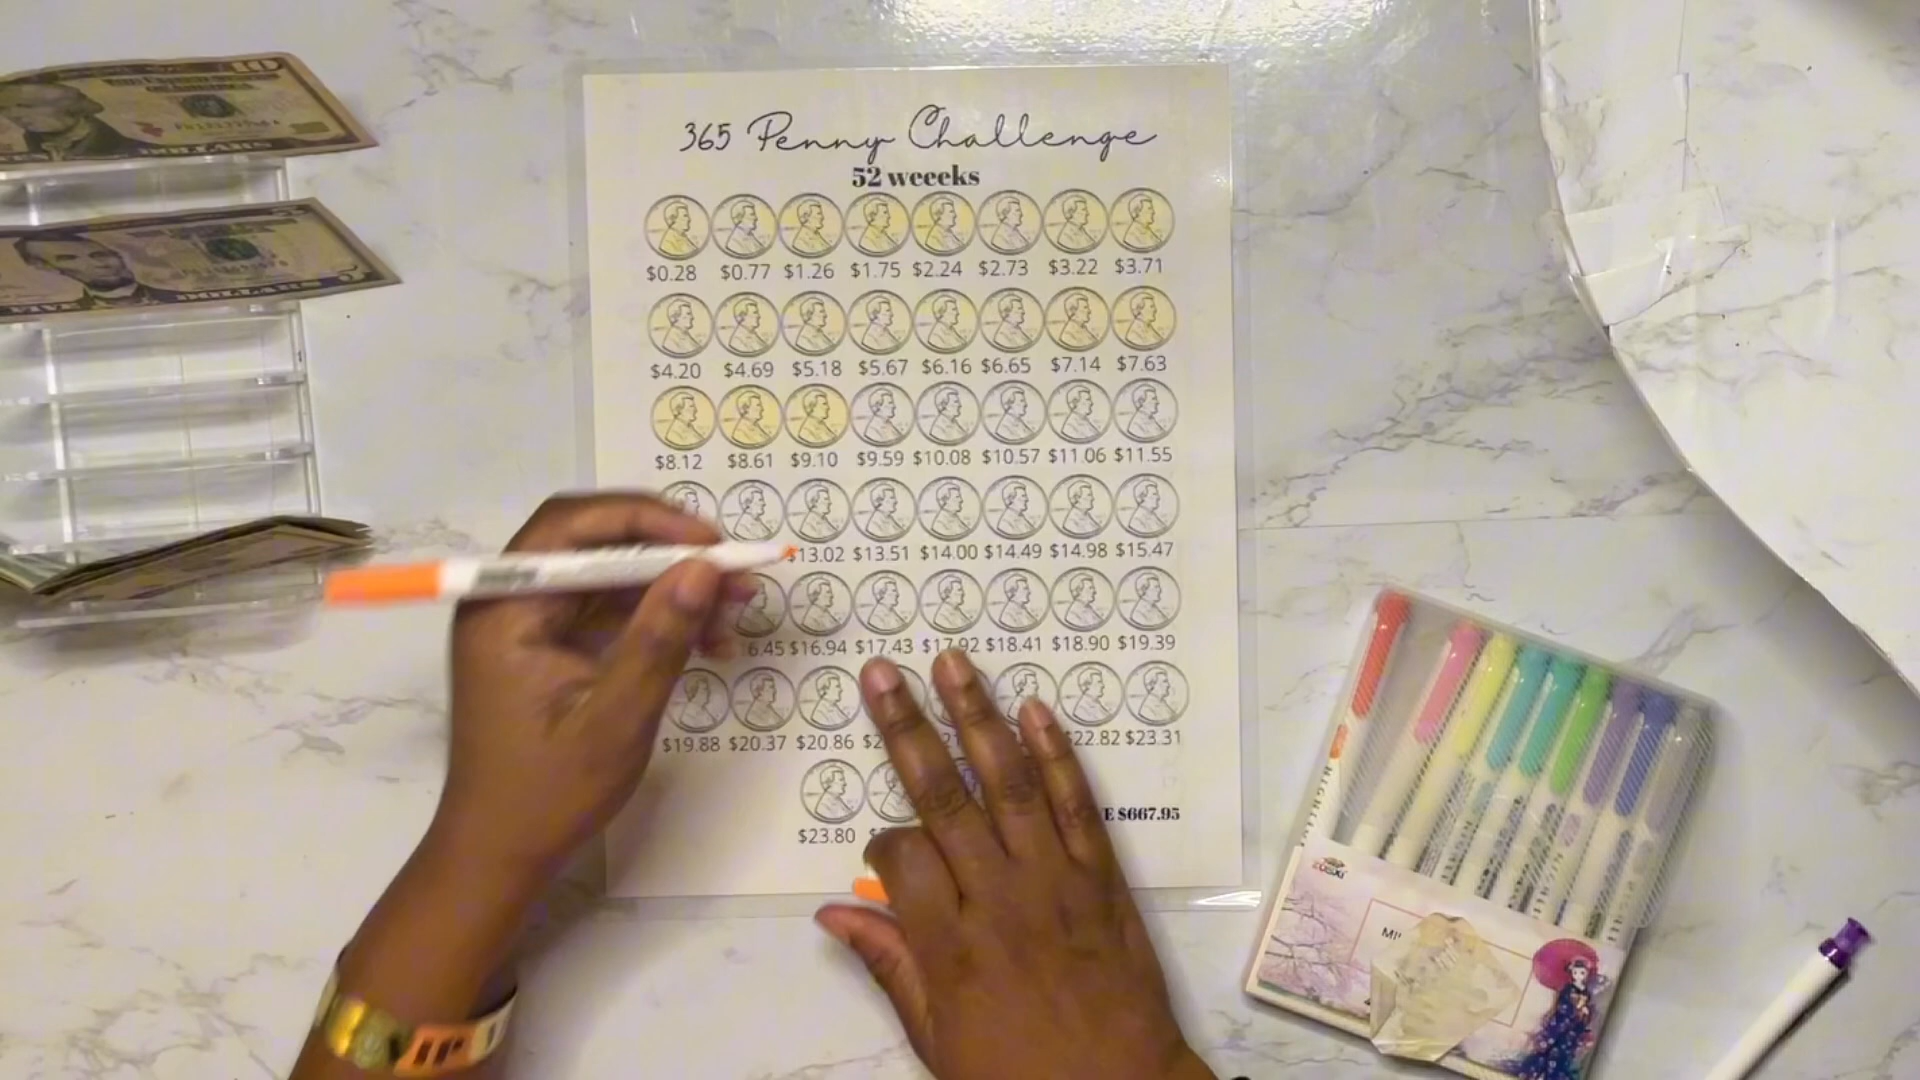 365 Penny Challenge
52 weeeks
$0.28 $0.77 $1.26 $1.75 $2.24 $2.73 $3.22 $3.71
$4.20 $4.69 $5.18 $5.67 $6.16 $6.65 $7.14 $7.63
$8.12 $8.61 $9.10 $9.59 $10.08 $10.57 $11.06 $11.55
$13.02 $13.51 $14.00 $14.49 $14.98 $15.47
6.45 $16.94 $17.43 $17.92 $18.41 $18.90 $19.39
$19.88 $20.37 $20.86 $22.82 $23.31
$23.80
$667.95